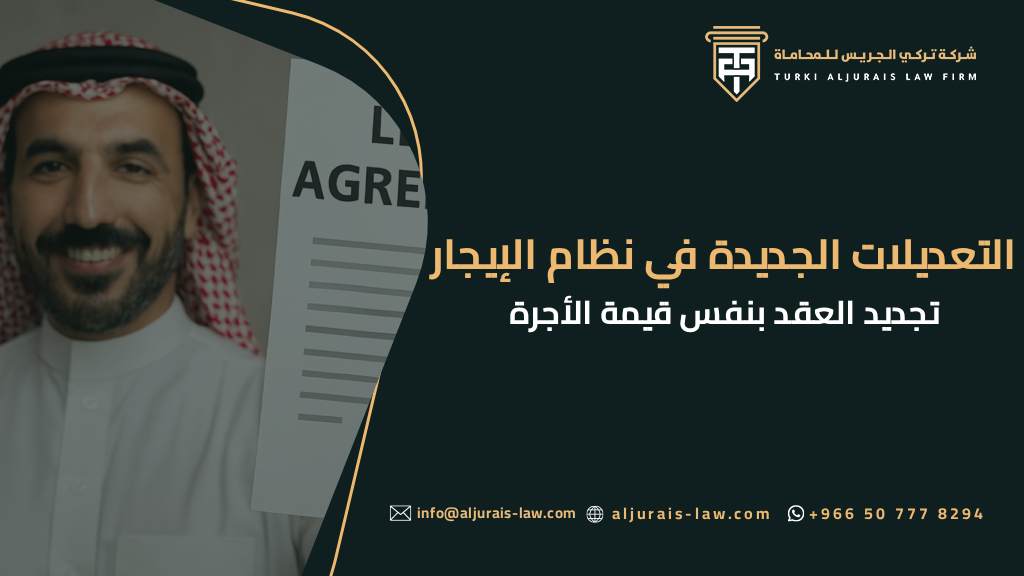 شركة تركي الجريس للمحاماة
TURKI ALJURAIS LAW FIRM
AGRE
التعديلات الجديدة في نظام الإيجار
تجديد العقد بنفس قيمة الأجرة
info@aljurais-law.com
aljurais-law.com
+966 50 777 8294